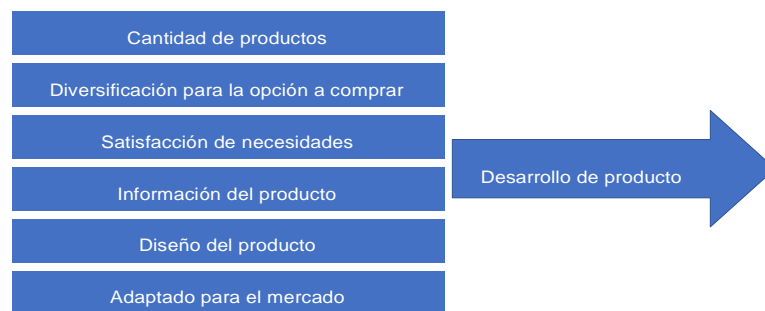 Cantidad de productos
Diversificación para la opción a comprar
Satisfacción de necesidades
Información del producto
Diseño del producto
Adaptado para el mercado
Desarrollo de producto